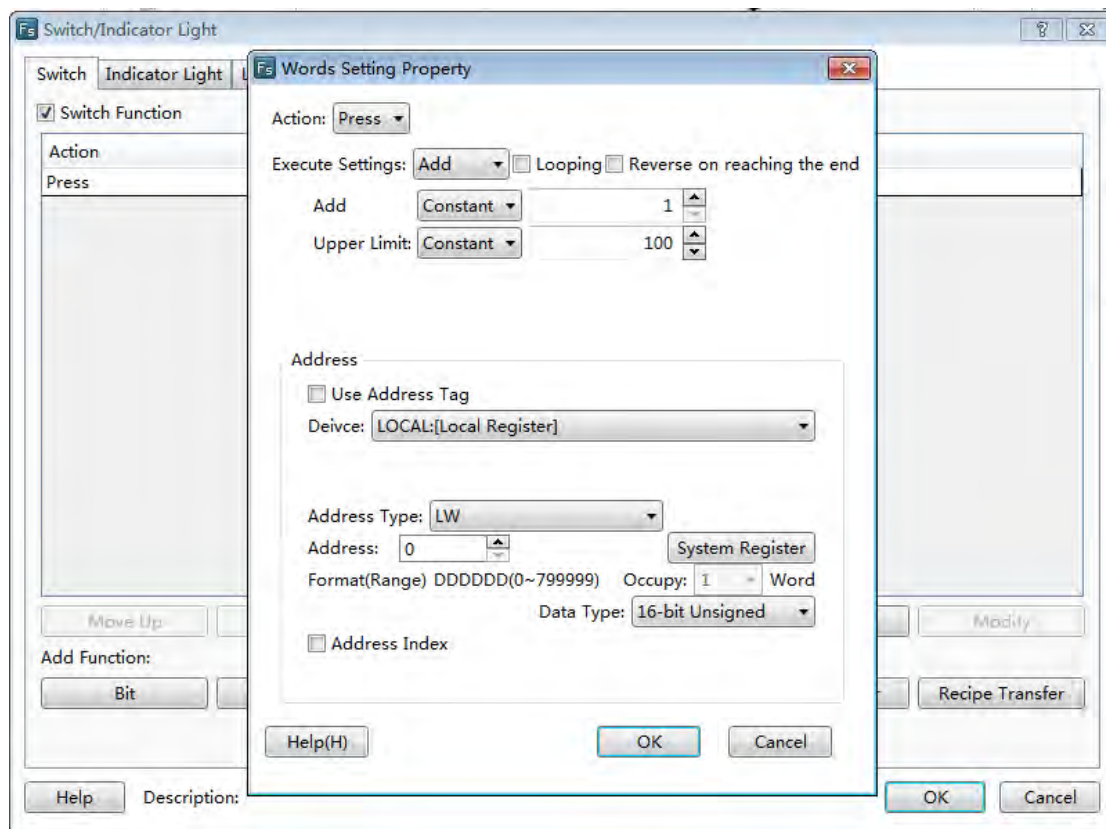 Fs Switch/Indicator Light
Switch Indicator Light
Fs Words Setting Property
Switch Function
Action: Press
Action
Execute Settings: Add Looping Reverse on reaching the end
Press
Add Constant 1
Upper Limit: Constant 100
Address
Use Address Tag
Deivce: LOCAL:[Local Register]
Address Type: LW
Address: 0 System Register
Format(Range) DDDDDD(0~799999) Occupy: 1 Word
Data Type: 16-bit Unsigned
Move Up Modify
Address Index
Add Function:
Bit Recipe Transfer
Help(H) OK Cancel
Help Description: OK Cancel